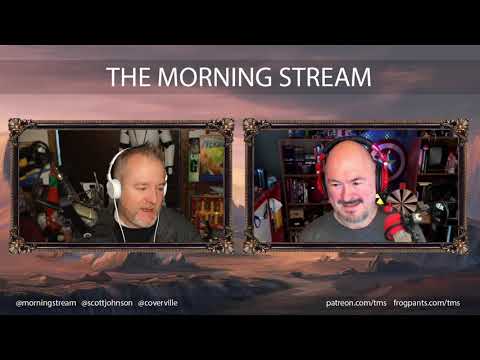 THE MORNING STREAM
@morningstream @scottjohnson @coverville
patreon.com/tms frogpants.com/tms